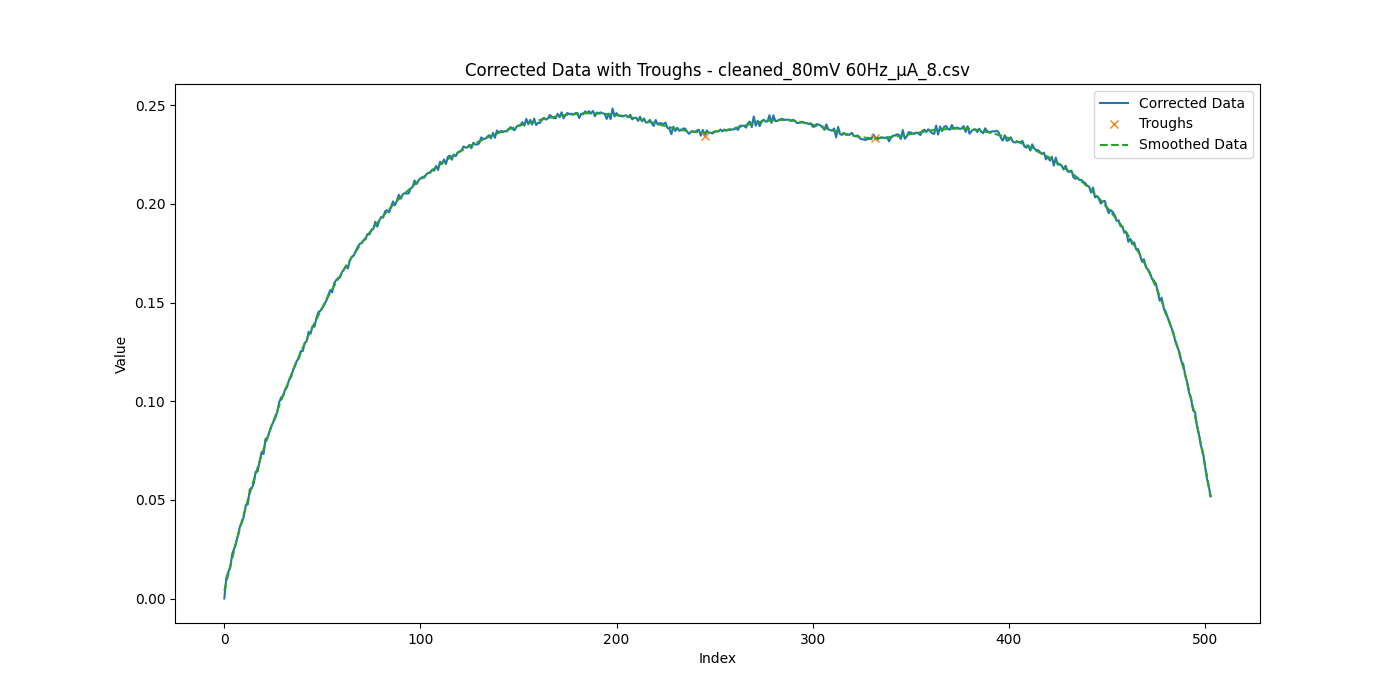 Corrected Data with Troughs - cleaned_80mV 60Hz_μA_8.csv
Corrected Data
Troughs
Smoothed Data
Value
0.25
0.20
0.15
0.10
0.05
0.00
0 100 200 300 400 500
Index